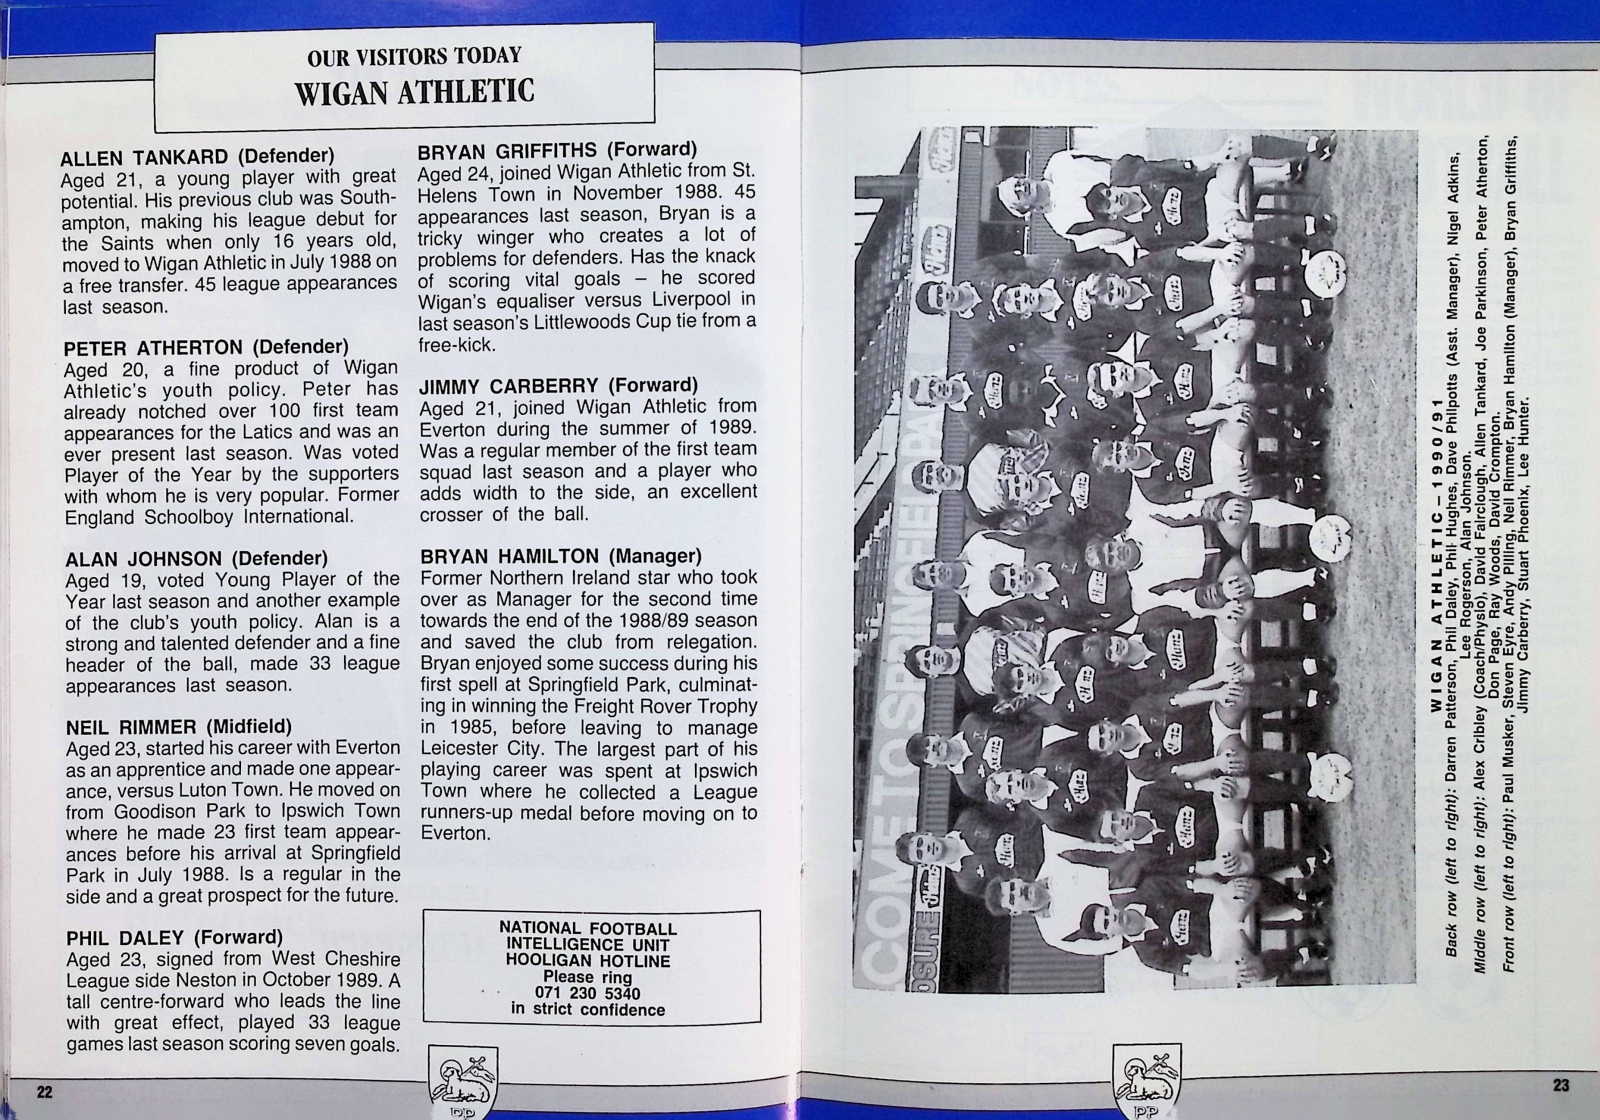 OUR VISITORS TODAY
WIGAN ATHLETIC
ALLEN TANKARD (Defender)
Aged 21, a young player with great
potential. His previous club was South-
ampton, making his league debut for
the Saints when only 16 years old,
moved to Wigan Athletic in July 1988 on
a free transfer. 45 league appearances
last season.
PETER ATHERTON (Defender)
Aged 20, a fine product of Wigan
Athletic's youth policy. Peter has
already notched over 100 first team
appearances for the Latics and was an
ever present last season. Was voted
Player of the Year by the supporters
with whom he is very popular. Former
England Schoolboy International.
ALAN JOHNSON (Defender)
Aged 19, voted Young Player of the
Year last season and another example
of the club's youth policy. Alan is a
strong and talented defender and a fine
header of the ball, made 33 league
appearances last season.
NEIL RIMMER (Midfield)
Aged 23, started his career with Everton
as an apprentice and made one appear-
ance, versus Luton Town. He moved on
from Goodison Park to Ipswich Town
where he made 23 first team appear-
ances before his arrival at Springfield
Park in July 1988. Is a regular in the
side and a great prospect for the future.
PHIL DALEY (Forward)
Aged 23, signed from West Cheshire
League side Neston in October 1989. A
tall centre-forward who leads the line
with great effect, played 33 league
games last season scoring seven goals.
BRYAN GRIFFITHS (Forward)
Aged 24, joined Wigan Athletic from St.
Helens Town in November 1988. 45
appearances last season, Bryan is a
tricky winger who creates a lot of
problems for defenders. Has the knack
of scoring vital goals – he scored
Wigan's equaliser versus Liverpool in
last season's Littlewoods Cup tie from a
free-kick.
JIMMY CARBERRY (Forward)
Aged 21, joined Wigan Athletic from
Everton during the summer of 1989.
Was a regular member of the first team
squad last season and a player who
adds width to the side, an excellent
crosser of the ball.
BRYAN HAMILTON (Manager)
Former Northern Ireland star who took
over as Manager for the second time
towards the end of the 1988/89 season
and saved the club from relegation.
Bryan enjoyed some success during his
first spell at Springfield Park, culminat-
ing in winning the Freight Rover Trophy
in 1985, before leaving to manage
Leicester City. The largest part of his
playing career was spent at Ipswich
Town where he collected a League
runners-up medal before moving on to
Everton.
NATIONAL FOOTBALL
INTELLIGENCE UNIT
HOOLIGAN HOTLINE
Please ring
071 230 5340
in strict confidence
22
PP
COME TO SPRINGFIELD PA
OSURE
Heinz
Heinz
Heinz
WIGAN ATHLETIC – 1990/91
Back row (left to right): Darren Patterson, Phil Daley, Phil Hughes, Dave Philpotts (Asst. Manager), Nigel Adkins,
Lee Rogerson, Alan Johnson.
Middle row (left to right): Alex Cribley (Coach/Physio), David Fairclough, Allen Tankard, Joe Parkinson, Peter Atherton,
Don Page, Ray Woods, David Crompton.
Front row (left to right): Paul Musker, Steven Eyre, Andy Pilling, Neil Rimmer, Bryan Hamilton (Manager), Bryan Griffiths,
Jimmy Carberry, Stuart Phoenix, Lee Hunter.
PP
23